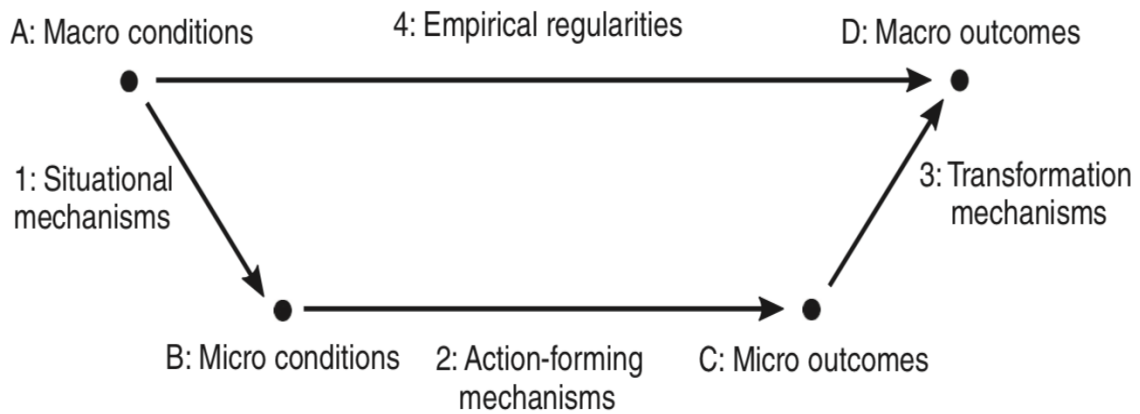 A: Macro conditions
4: Empirical regularities
D: Macro outcomes
1: Situational
mechanisms
3: Transformation
mechanisms
B: Micro conditions
2: Action-forming
mechanisms
C: Micro outcomes